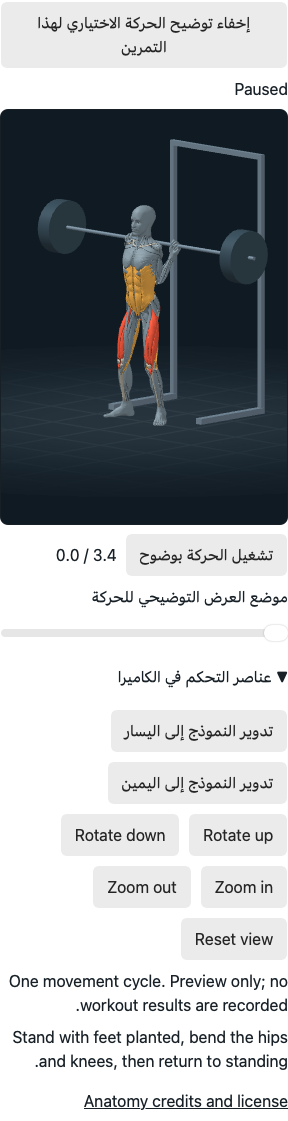 إخفاء توضيح الحركة الاختياري لهذا
التمرين
Paused
تشغيل الحركة بوضوح
0.0 / 3.4
موضع العرض التوضيحي للحركة
▼ عناصر التحكم في الكاميرا
تدوير النموذج إلى اليسار
تدوير النموذج إلى اليمين
Rotate up
Rotate down
Zoom in
Zoom out
Reset view
One movement cycle. Preview only; no
workout results are recorded.
Stand with feet planted, bend the hips
and knees, then return to standing.
Anatomy credits and license